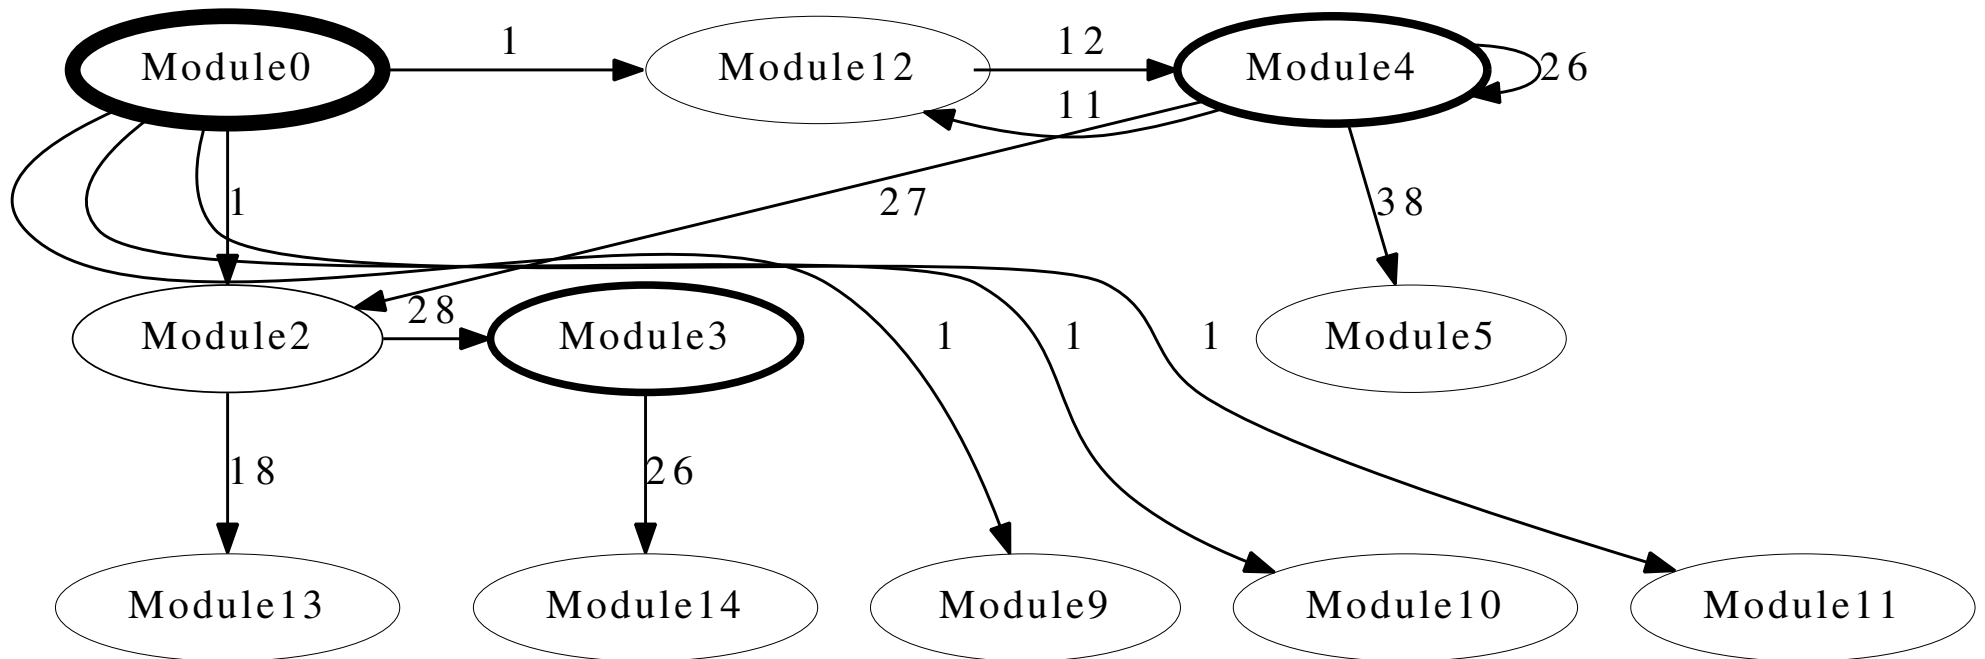 1
12
Module0
Module12
Module4
26
11
1
27
38
28
Module2
Module3
1
1
1
Module5
18
26
Module13
Module14
Module9
Module10
Module11